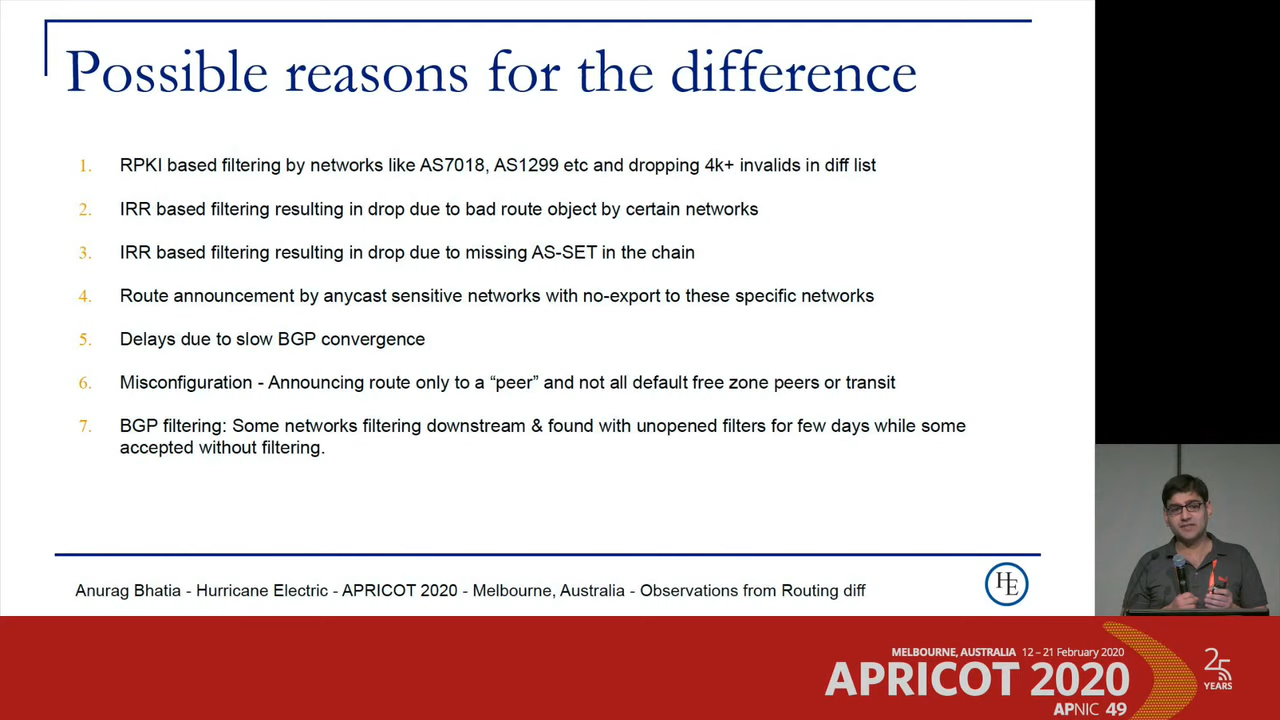 Possible reasons for the difference
1. RPKI based filtering by networks like AS7018, AS1299 etc and dropping 4k+ invalids in diff list
2. IRR based filtering resulting in drop due to bad route object by certain networks
3. IRR based filtering resulting in drop due to missing AS-SET in the chain
4. Route announcement by anycast sensitive networks with no-export to these specific networks
5. Delays due to slow BGP convergence
6. Misconfiguration - Announcing route only to a “peer” and not all default free zone peers or transit
7. BGP filtering: Some networks filtering downstream & found with unopened filters for few days while some
accepted without filtering.
Anurag Bhatia - Hurricane Electric - APRICOT 2020 - Melbourne, Australia - Observations from Routing diff
HE
MELBOURNE, AUSTRALIA 12 – 21 February 2020
APRICOT 2020
APNIC 49
25
YEARS